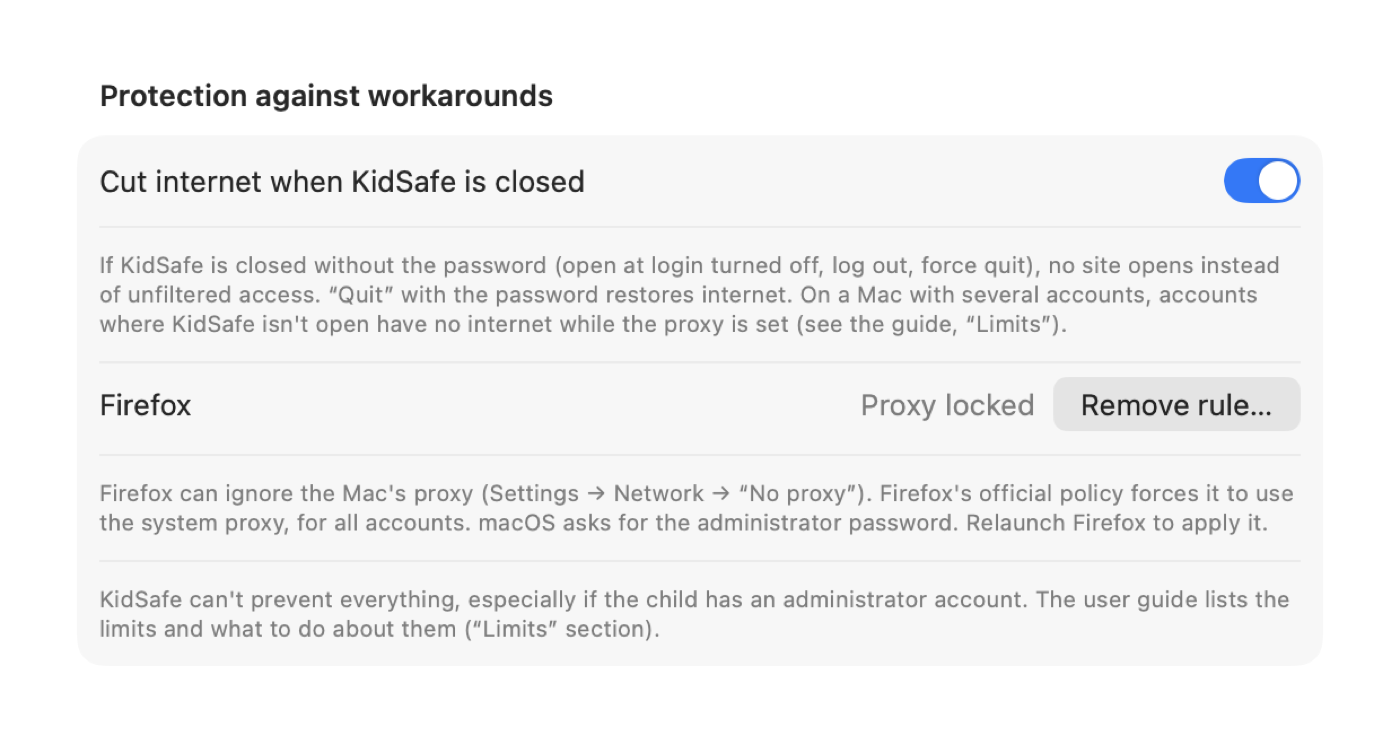 Protection against workarounds
Cut internet when KidSafe is closed
If KidSafe is closed without the password (open at login turned off, log out, force quit), no site opens instead
of unfiltered access. “Quit” with the password restores internet. On a Mac with several accounts, accounts
where KidSafe isn't open have no internet while the proxy is set (see the guide, “Limits”).
Firefox
Proxy locked
Remove rule...
Firefox can ignore the Mac's proxy (Settings → Network → “No proxy”). Firefox's official policy forces it to use
the system proxy, for all accounts. macOS asks for the administrator password. Relaunch Firefox to apply it.
KidSafe can't prevent everything, especially if the child has an administrator account. The user guide lists the
limits and what to do about them (“Limits” section).